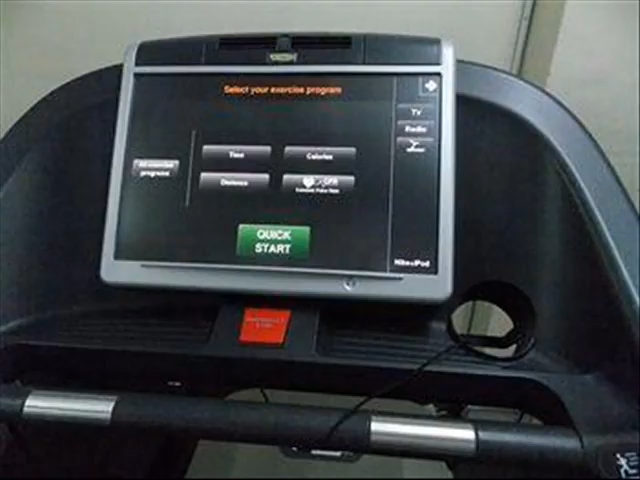 Select your exercise program
TV
Radio
Time
Calories
All exercise
programs
Distance
CPR
Constant Pulse Rate
QUICK
START
Nike+iPod